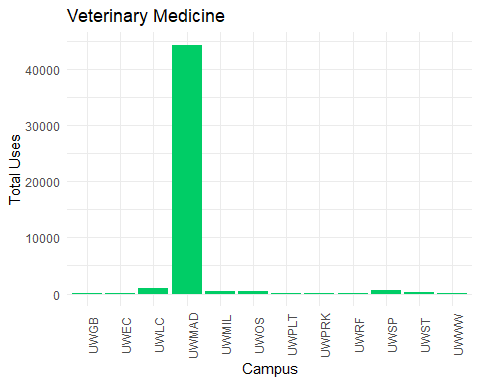 Veterinary Medicine
Total Uses
40000
30000
20000
10000
0
UWGB
UWEC
UWLC
UWMAD
UWMIL
UWOS
UWPLT
UWPRK
UWRF
UWSP
UWST
UWWW
Campus